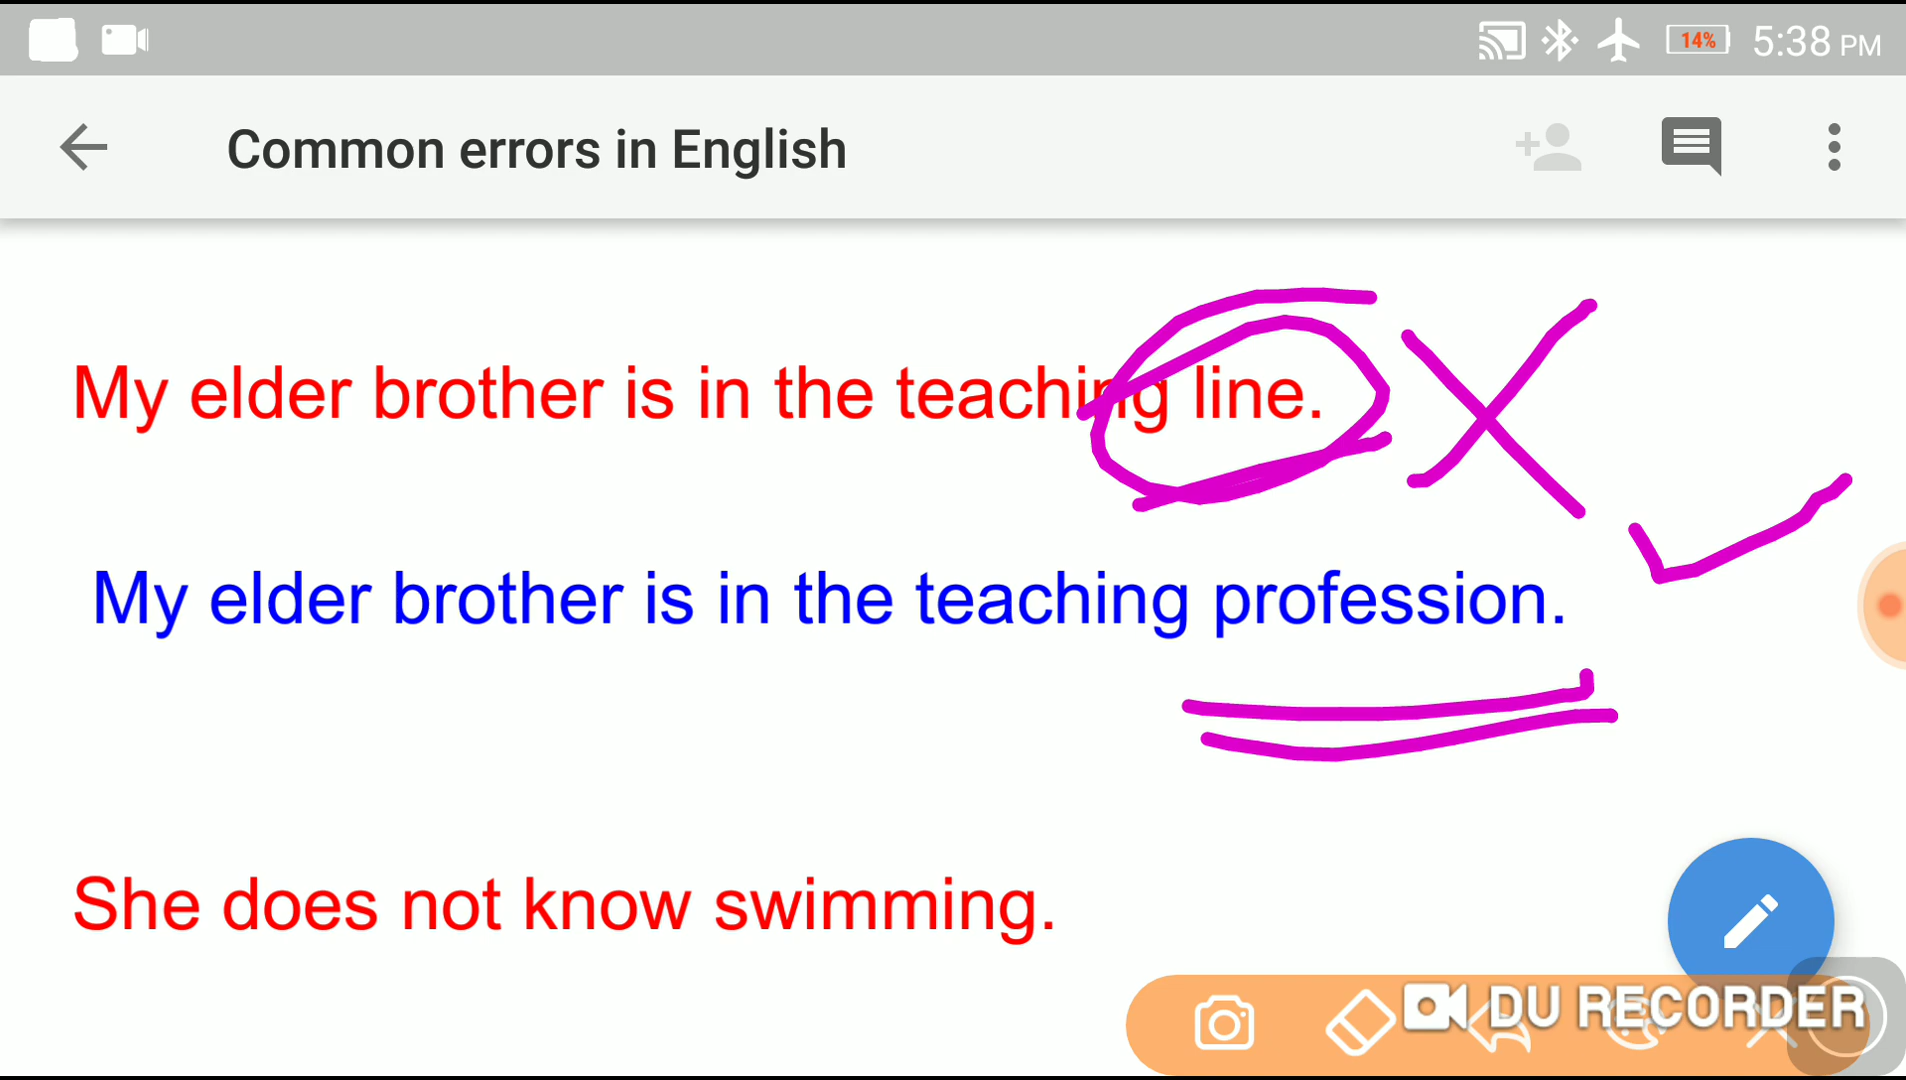 14% 5:38 PM
Common errors in English
My elder brother is in the teaching line.
My elder brother is in the teaching profession.
She does not know swimming.
DU RECORDER